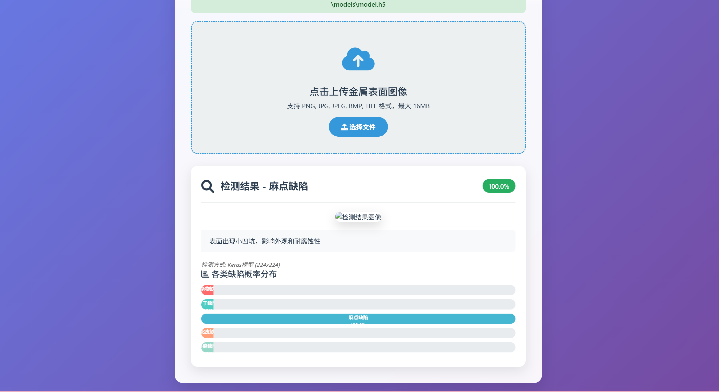 \models\model.h5
点击上传金属表面图像
支持 PNG, JPG, JPEG, BMP, TIFF 格式，最大 16MB
选择文件
检测结果 - 麻点缺陷
100.0%
检测结果图像
表面出现小凹坑，影响外观和耐腐蚀性
检测方式: Keras模型 (224x224)
各类缺陷概率分布
麻点缺陷